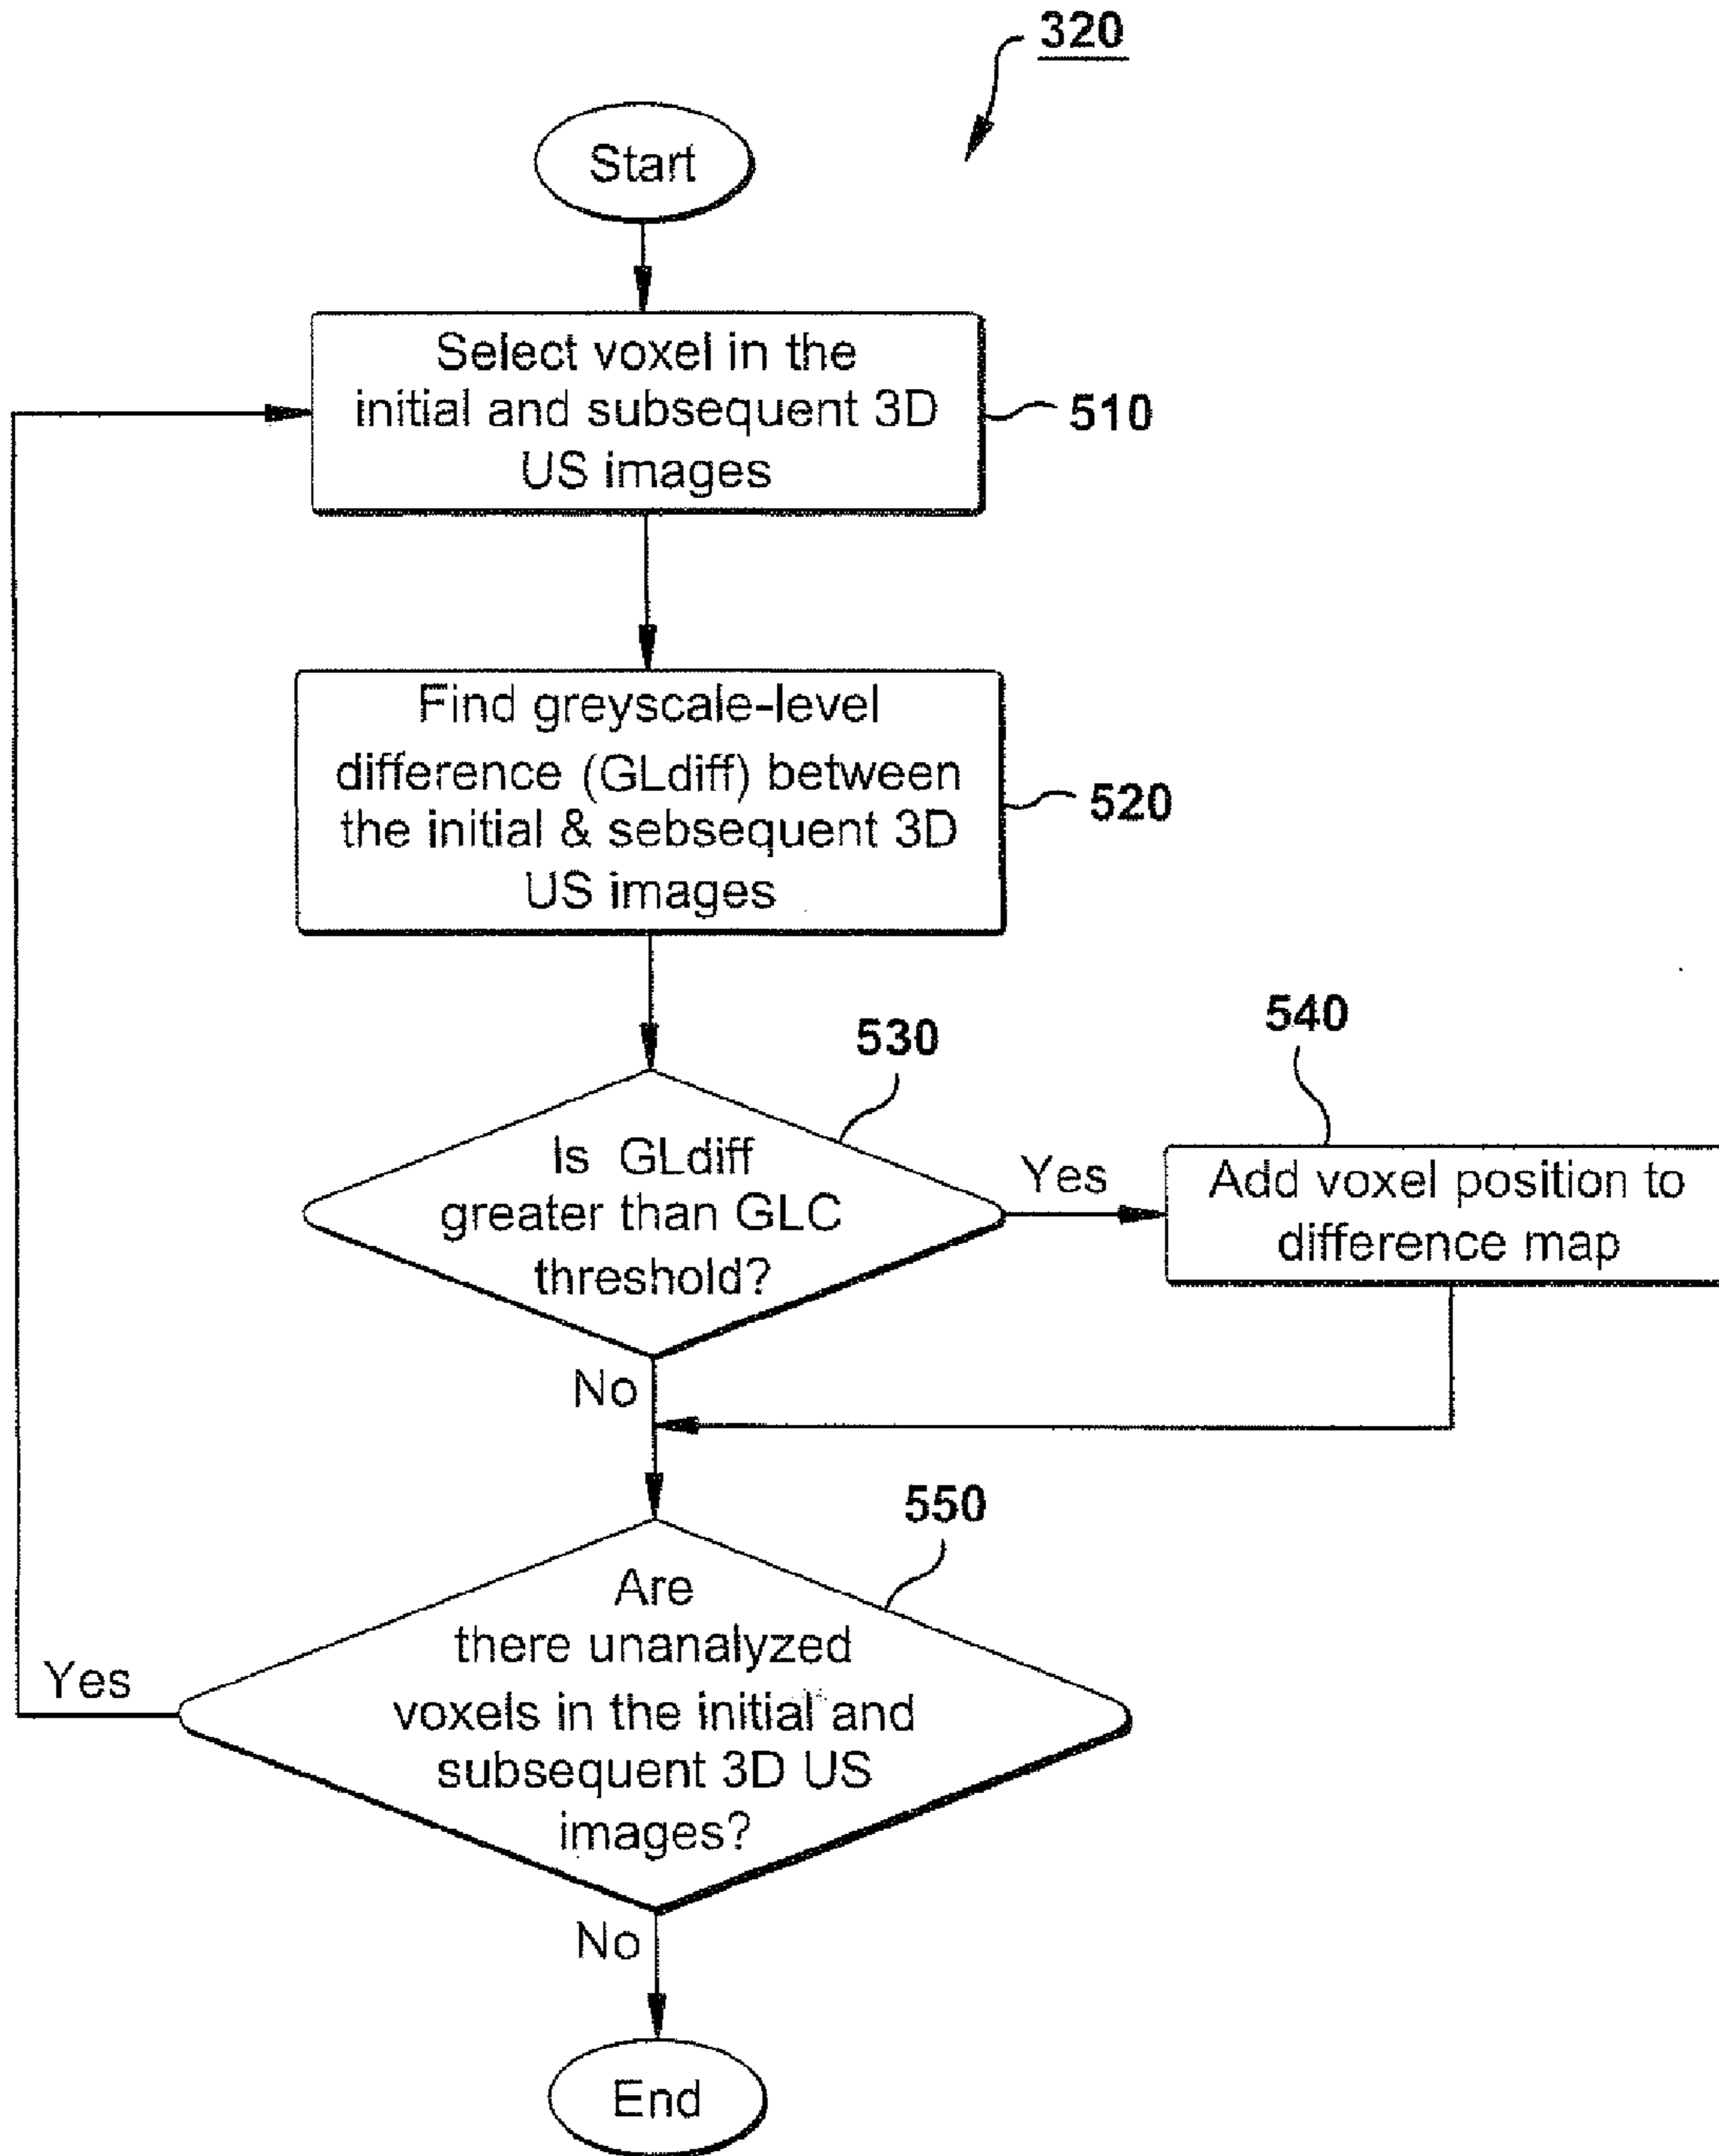 320
Start
Select voxel in the
initial and subsequent 3D
US images
510
Find greyscale-level
difference (GLdiff) between
the initial & sebsequent 3D
US images
520
530
Is GLdiff
greater than GLC
threshold?
Yes
540
Add voxel position to
difference map
No
550
Are
there unanalyzed
voxels in the initial and
subsequent 3D US
images?
Yes
No
End